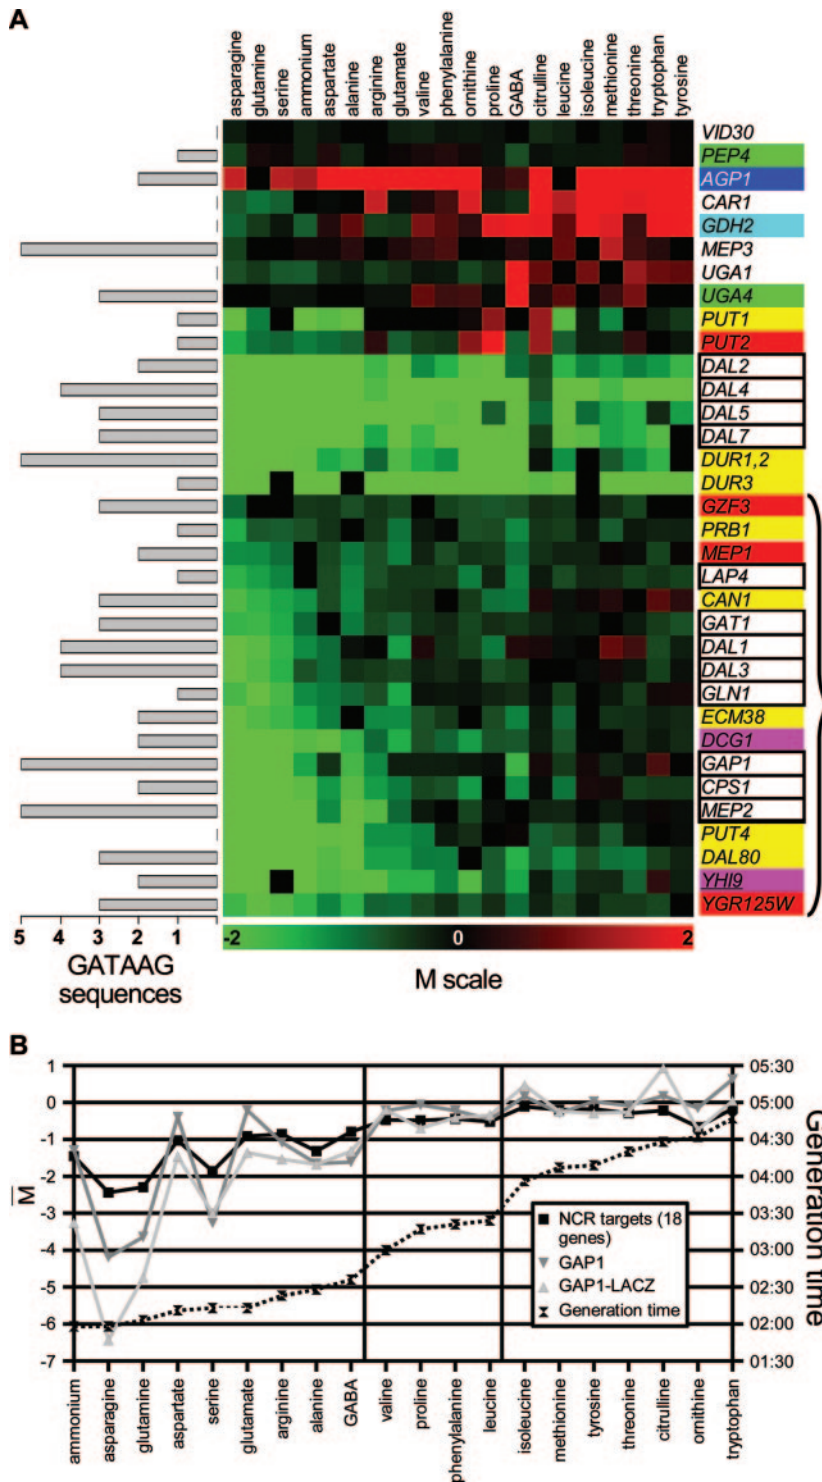 A
asparagine
glutamine
serine
ammonium
aspartate
alanine
arginine
glutamate
valine
phenylalanine
ornithine
proline
GABA
citrulline
leucine
isoleucine
methionine
threonine
tryptophan
tyrosine
VID30
PEP4
AGP1
CAR1
GDH2
MEP3
UGA1
UGA4
PUT1
PUT2
DAL2
DAL4
DAL5
DAL7
DUR1,2
DUR3
GZF3
PRB1
MEP1
LAP4
CAN1
GAT1
DAL1
DAL3
GLN1
ECM38
DCG1
GAP1
CPS1
MEP2
PUT4
DAL80
YHI9
YGR125W
5 4 3 2 1
GATAAG
sequences
-2 0 2
M scale
B
1
0
-1
-2
-3
-4
-5
-6
-7
M
05:30
05:00
04:30
04:00
03:30
03:00
02:30
02:00
01:30
Generation time
NCR targets (18
genes)
GAP1
GAP1-LACZ
Generation time
ammonium
asparagine
glutamine
aspartate
serine
glutamate
arginine
alanine
GABA
valine
proline
phenylalanine
leucine
isoleucine
methionine
tyrosine
threonine
citrulline
ornithine
tryptophan